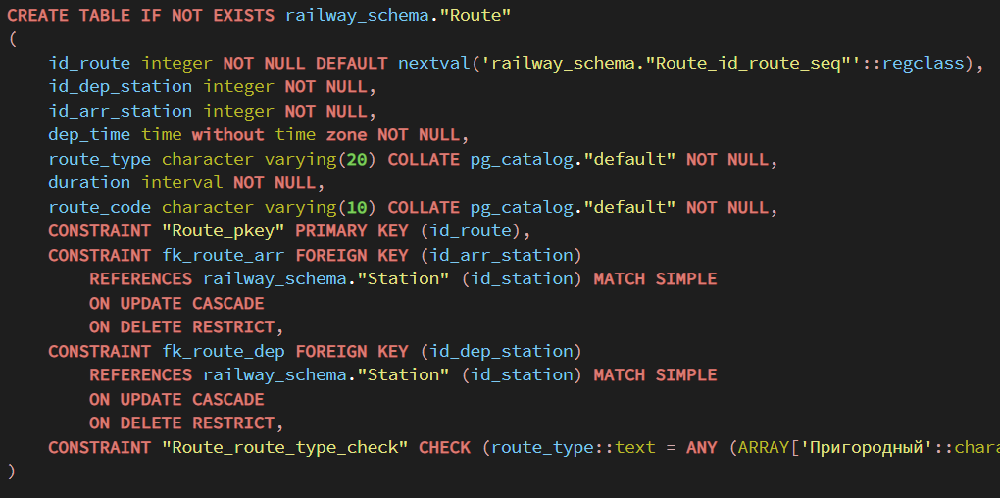 CREATE TABLE IF NOT EXISTS railway_schema."Route"
(
    id_route integer NOT NULL DEFAULT nextval('railway_schema."Route_id_route_seq"'::regclass),
    id_dep_station integer NOT NULL,
    id_arr_station integer NOT NULL,
    dep_time time without time zone NOT NULL,
    route_type character varying(20) COLLATE pg_catalog."default" NOT NULL,
    duration interval NOT NULL,
    route_code character varying(10) COLLATE pg_catalog."default" NOT NULL,
    CONSTRAINT "Route_pkey" PRIMARY KEY (id_route),
    CONSTRAINT fk_route_arr FOREIGN KEY (id_arr_station)
        REFERENCES railway_schema."Station" (id_station) MATCH SIMPLE
        ON UPDATE CASCADE
        ON DELETE RESTRICT,
    CONSTRAINT fk_route_dep FOREIGN KEY (id_dep_station)
        REFERENCES railway_schema."Station" (id_station) MATCH SIMPLE
        ON UPDATE CASCADE
        ON DELETE RESTRICT,
    CONSTRAINT "Route_route_type_check" CHECK (route_type::text = ANY (ARRAY['Пригородный'::chara
)